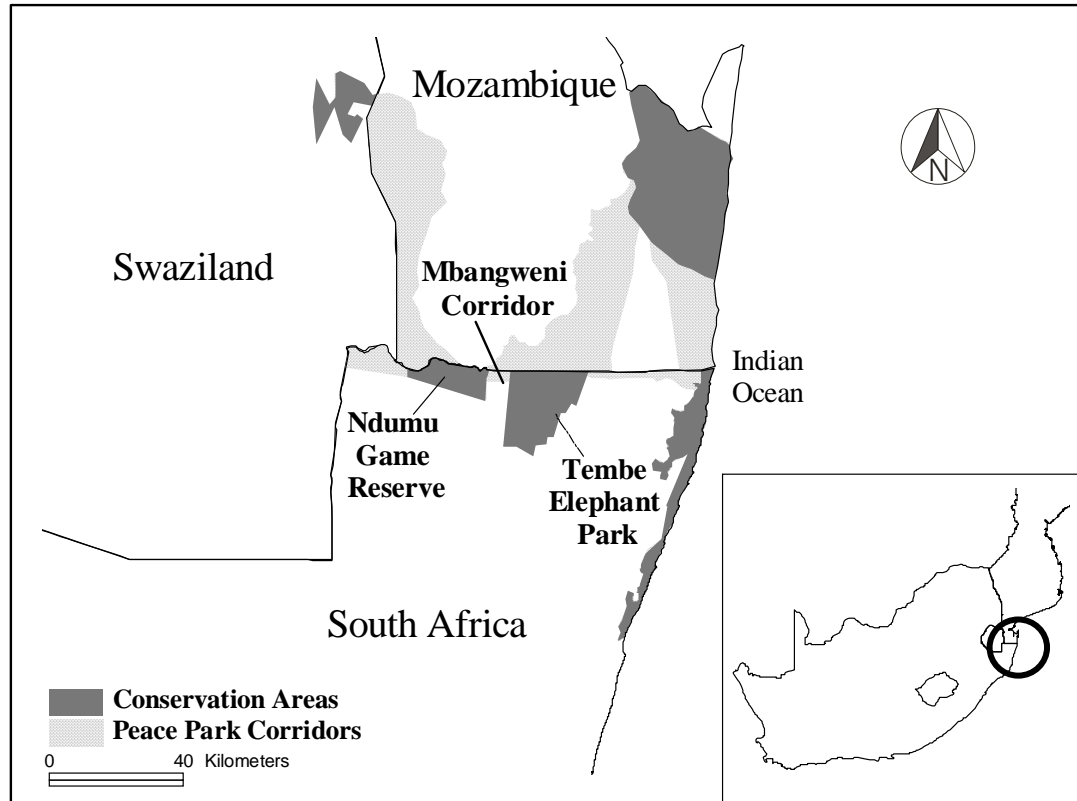 Mozambique
N
Swaziland
Mbangweni
Corridor
Indian
Ocean
Ndumu
Game
Reserve
Tembe
Elephant
Park
South Africa
Conservation Areas
Peace Park Corridors
0 40 Kilometers